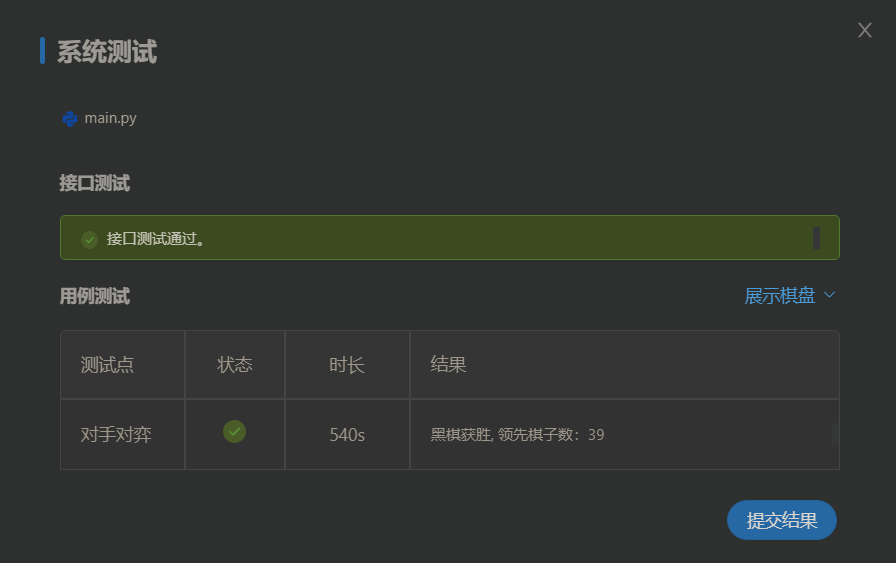 系统测试
main.py
接口测试
接口测试通过。
用例测试
展示棋盘
测试点 状态 时长 结果
对手对弈 540s 黑棋获胜, 领先棋子数：39
提交结果